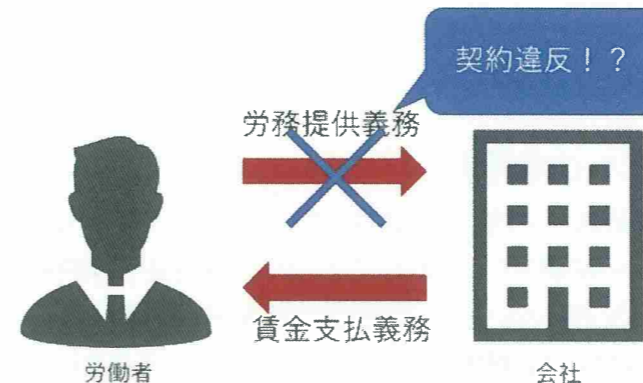 契約違反！？
労務提供義務
賃金支払義務
労働者
会社